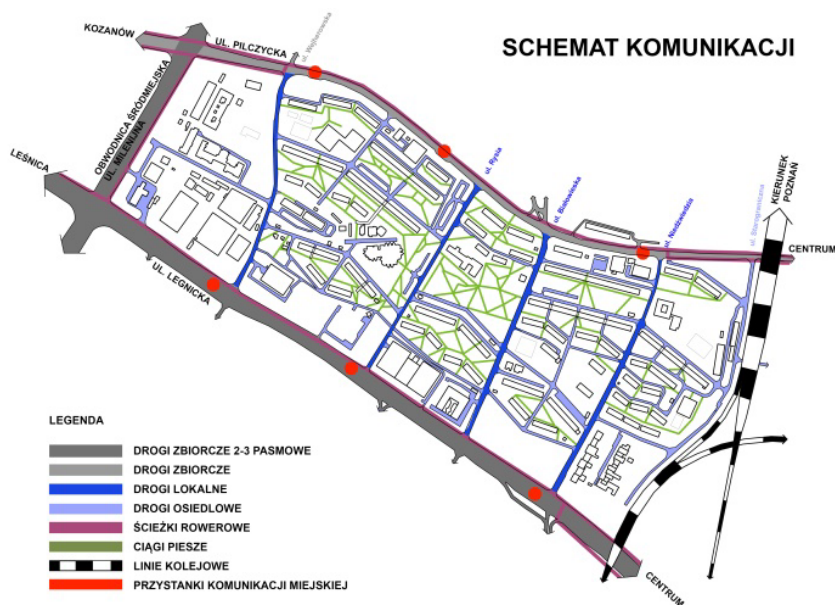 SCHEMAT KOMUNIKACJI
KOZANÓW
UL. PILCZYCKA
ul. Wejherowska
OBWODNICA ŚRÓDMIEJSKA
UL. MILENIJNA
LEŚNICA
ul. Rysia
ul. Białowieska
ul. Niedźwiedzia
ul. Starograniczna
KIERUNEK
POZNAŃ
CENTRUM
UL. LEGNICKA
CENTRUM
LEGENDA
DROGI ZBIORCZE 2-3 PASMOWE
DROGI ZBIORCZE
DROGI LOKALNE
DROGI OSIEDLOWE
ŚCIEŻKI ROWEROWE
CIĄGI PIESZE
LINIE KOLEJOWE
PRZYSTANKI KOMUNIKACJI MIEJSKIEJ